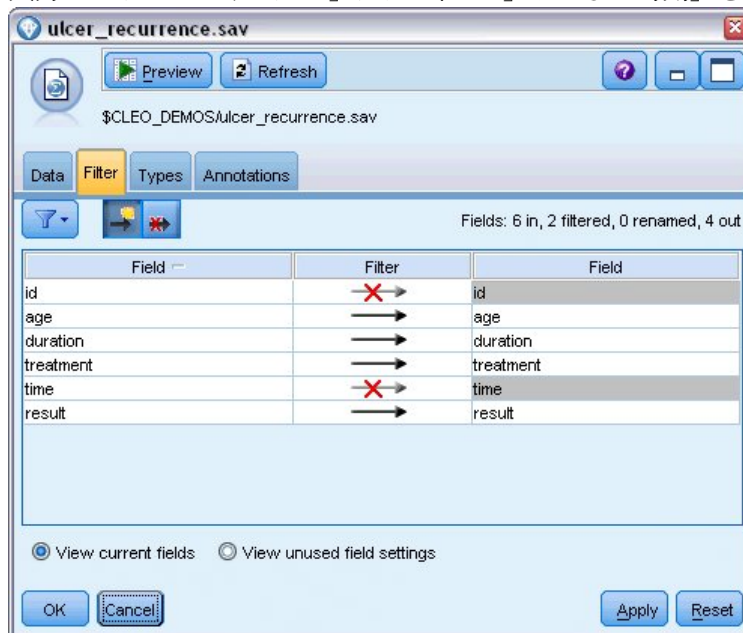 ulcer_recurrence.sav
Preview
Refresh
$CLEO_DEMOS/ulcer_recurrence.sav
Data Filter Types Annotations
Fields: 6 in, 2 filtered, 0 renamed, 4 out
Field Filter Field
id id
age age
duration duration
treatment treatment
time time
result result
View current fields View unused field settings
OK Cancel Apply Reset